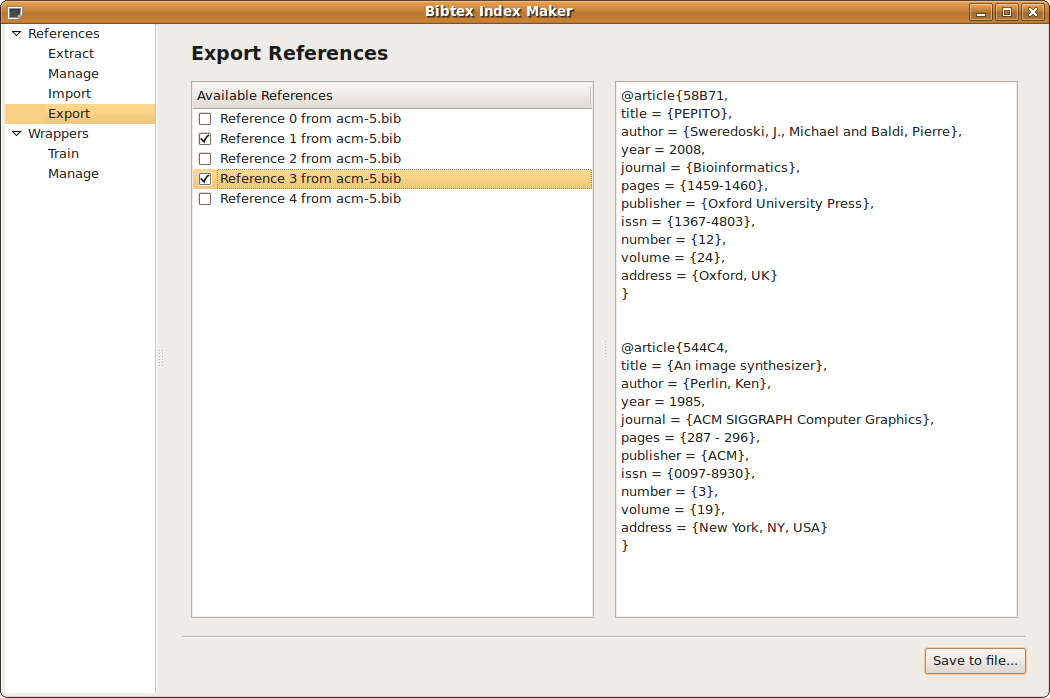 Bibtex Index Maker
References
Extract
Manage
Import
Export
Wrappers
Train
Manage
Export References
Available References
Reference 0 from acm-5.bib
Reference 1 from acm-5.bib
Reference 2 from acm-5.bib
Reference 3 from acm-5.bib
Reference 4 from acm-5.bib
@article{58B71,
title = {PEPITO},
author = {Sweredoski, J., Michael and Baldi, Pierre},
year = 2008,
journal = {Bioinformatics},
pages = {1459-1460},
publisher = {Oxford University Press},
issn = {1367-4803},
number = {12},
volume = {24},
address = {Oxford, UK}
}
@article{544C4,
title = {An image synthesizer},
author = {Perlin, Ken},
year = 1985,
journal = {ACM SIGGRAPH Computer Graphics},
pages = {287 - 296},
publisher = {ACM},
issn = {0097-8930},
number = {3},
volume = {19},
address = {New York, NY, USA}
}
Save to file...